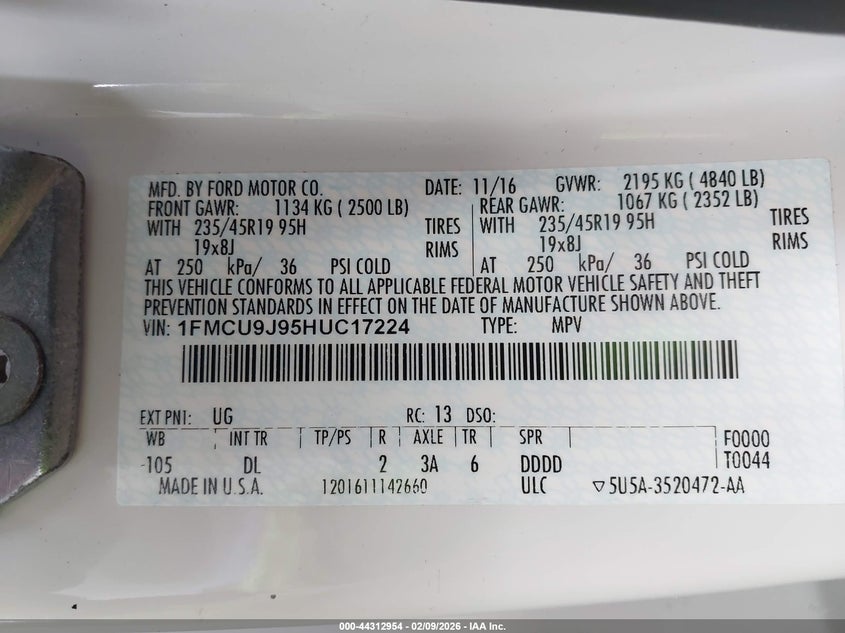 MFD. BY FORD MOTOR CO. DATE: 11/16 GVWR: 2195 KG ( 4840 LB)
FRONT GAWR: 1134 KG ( 2500 LB) REAR GAWR: 1067 KG ( 2352 LB)
WITH 235/45R19 95H TIRES WITH 235/45R19 95H TIRES
19x8J RIMS 19x8J RIMS
AT 250 kPa/ 36 PSI COLD AT 250 kPa/ 36 PSI COLD
THIS VEHICLE CONFORMS TO ALL APPLICABLE FEDERAL MOTOR VEHICLE SAFETY AND THEFT
PREVENTION STANDARDS IN EFFECT ON THE DATE OF MANUFACTURE SHOWN ABOVE.
VIN: 1FMCU9J95HUC17224 TYPE: MPV
EXT PNT: UG RC: 13 DSO:
WB INT TR TP/PS R AXLE TR SPR F0000
-105 DL 2 3A 6 DDDD T0044
MADE IN U.S.A. 1201611142660 ULC ▽5U5A-3520472-AA
000-44312954 - 02/09/2026 - IAA Inc.